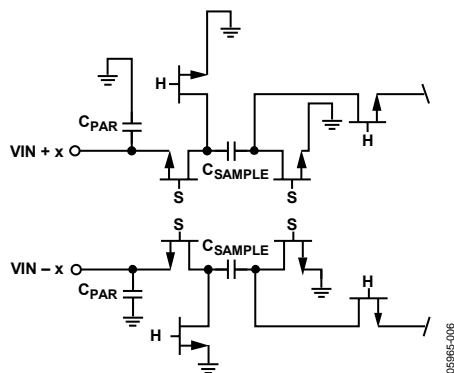 H
C_PAR
VIN + x
H
C_SAMPLE
S
S
S
S
C_SAMPLE
VIN – x
C_PAR
H
H
05965-006